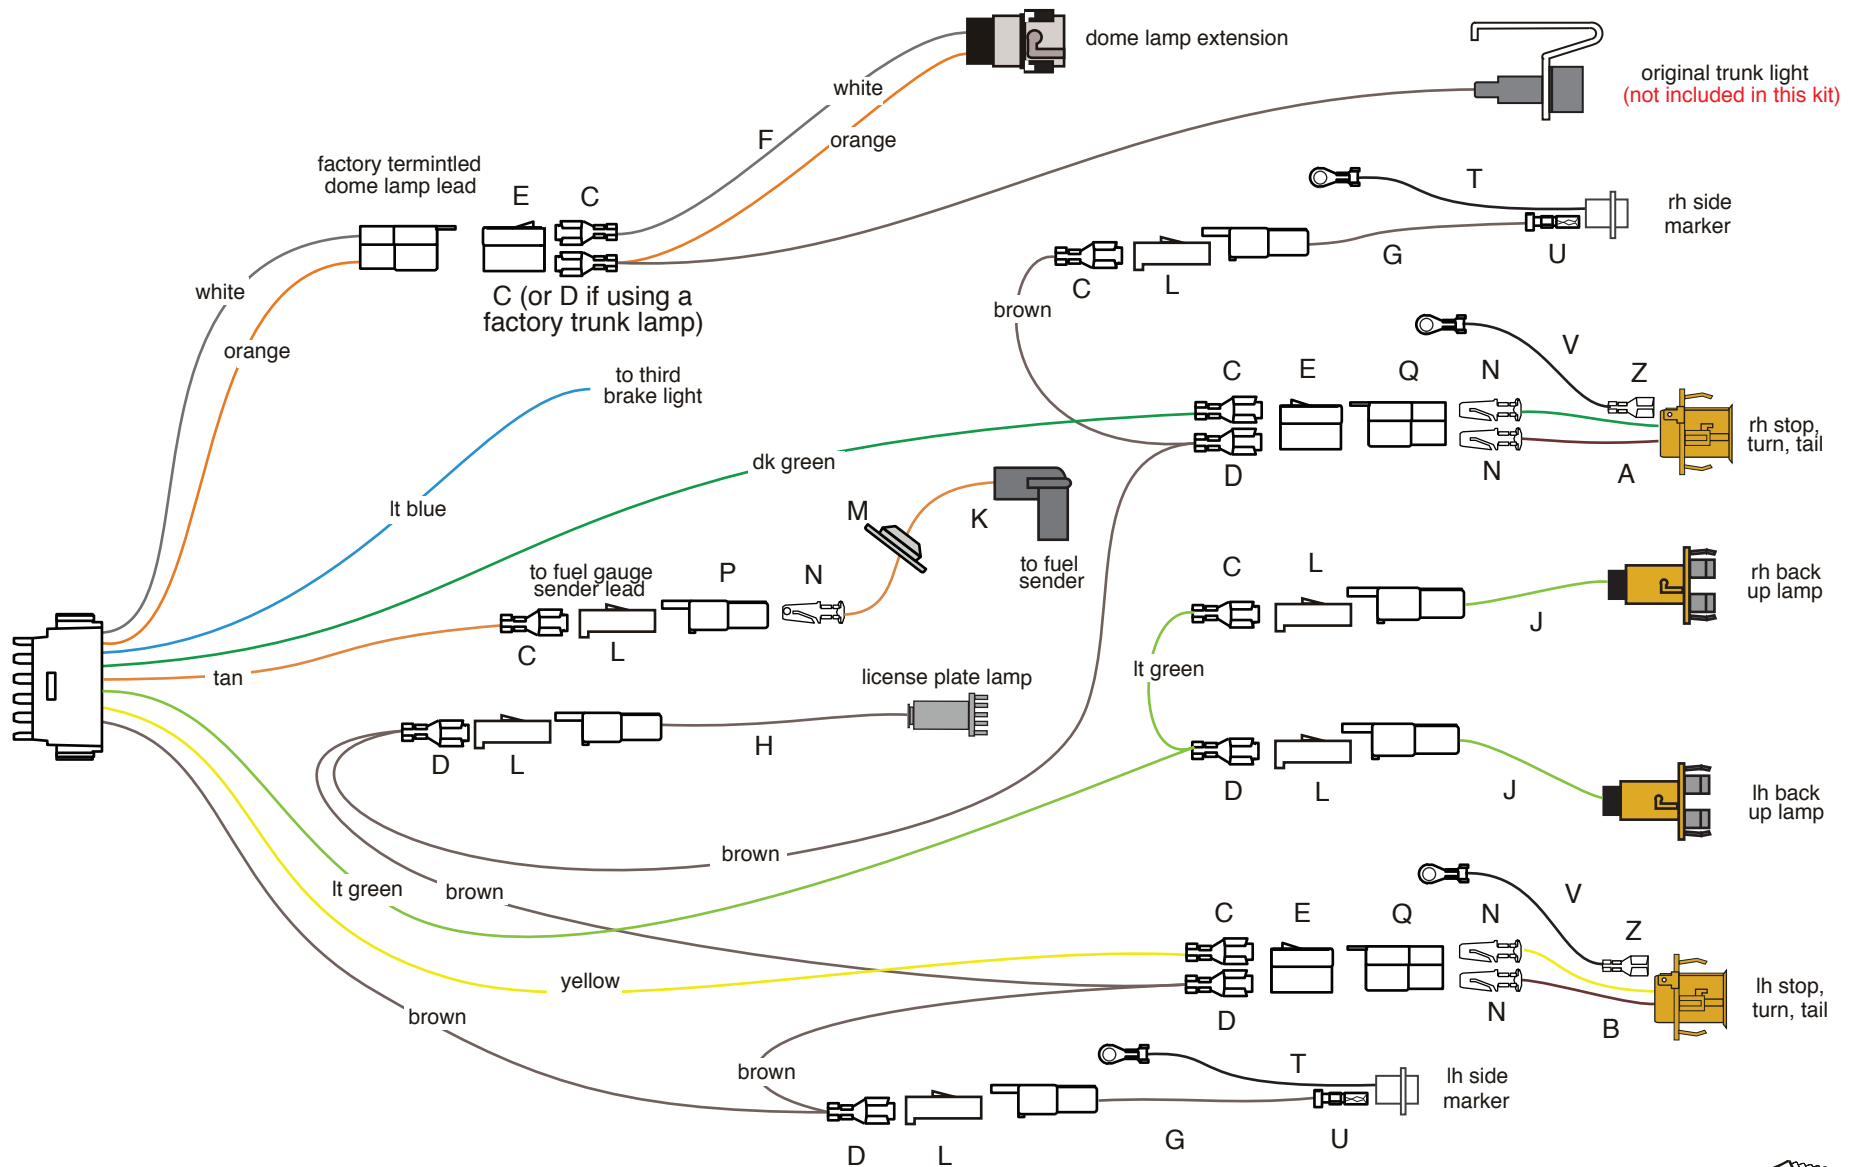 dome lamp extension
original trunk light
(not included in this kit)
white
F
orange
factory termintled
dome lamp lead
E
C
T
rh side
marker
G
U
C
L
brown
white
C (or D if using a
factory trunk lamp)
orange
to third
brake light
V
C
E
Q
N
Z
rh stop,
turn, tail
dk green
D
N
A
lt blue
M
K
to fuel
sender
to fuel gauge
sender lead
P
N
C
L
rh back
up lamp
C
L
J
tan
lt green
license plate lamp
D
L
H
D
L
J
lh back
up lamp
brown
brown
lt green
V
C
E
Q
N
Z
lh stop,
turn, tail
yellow
D
N
B
brown
brown
T
lh side
marker
D
L
G
U